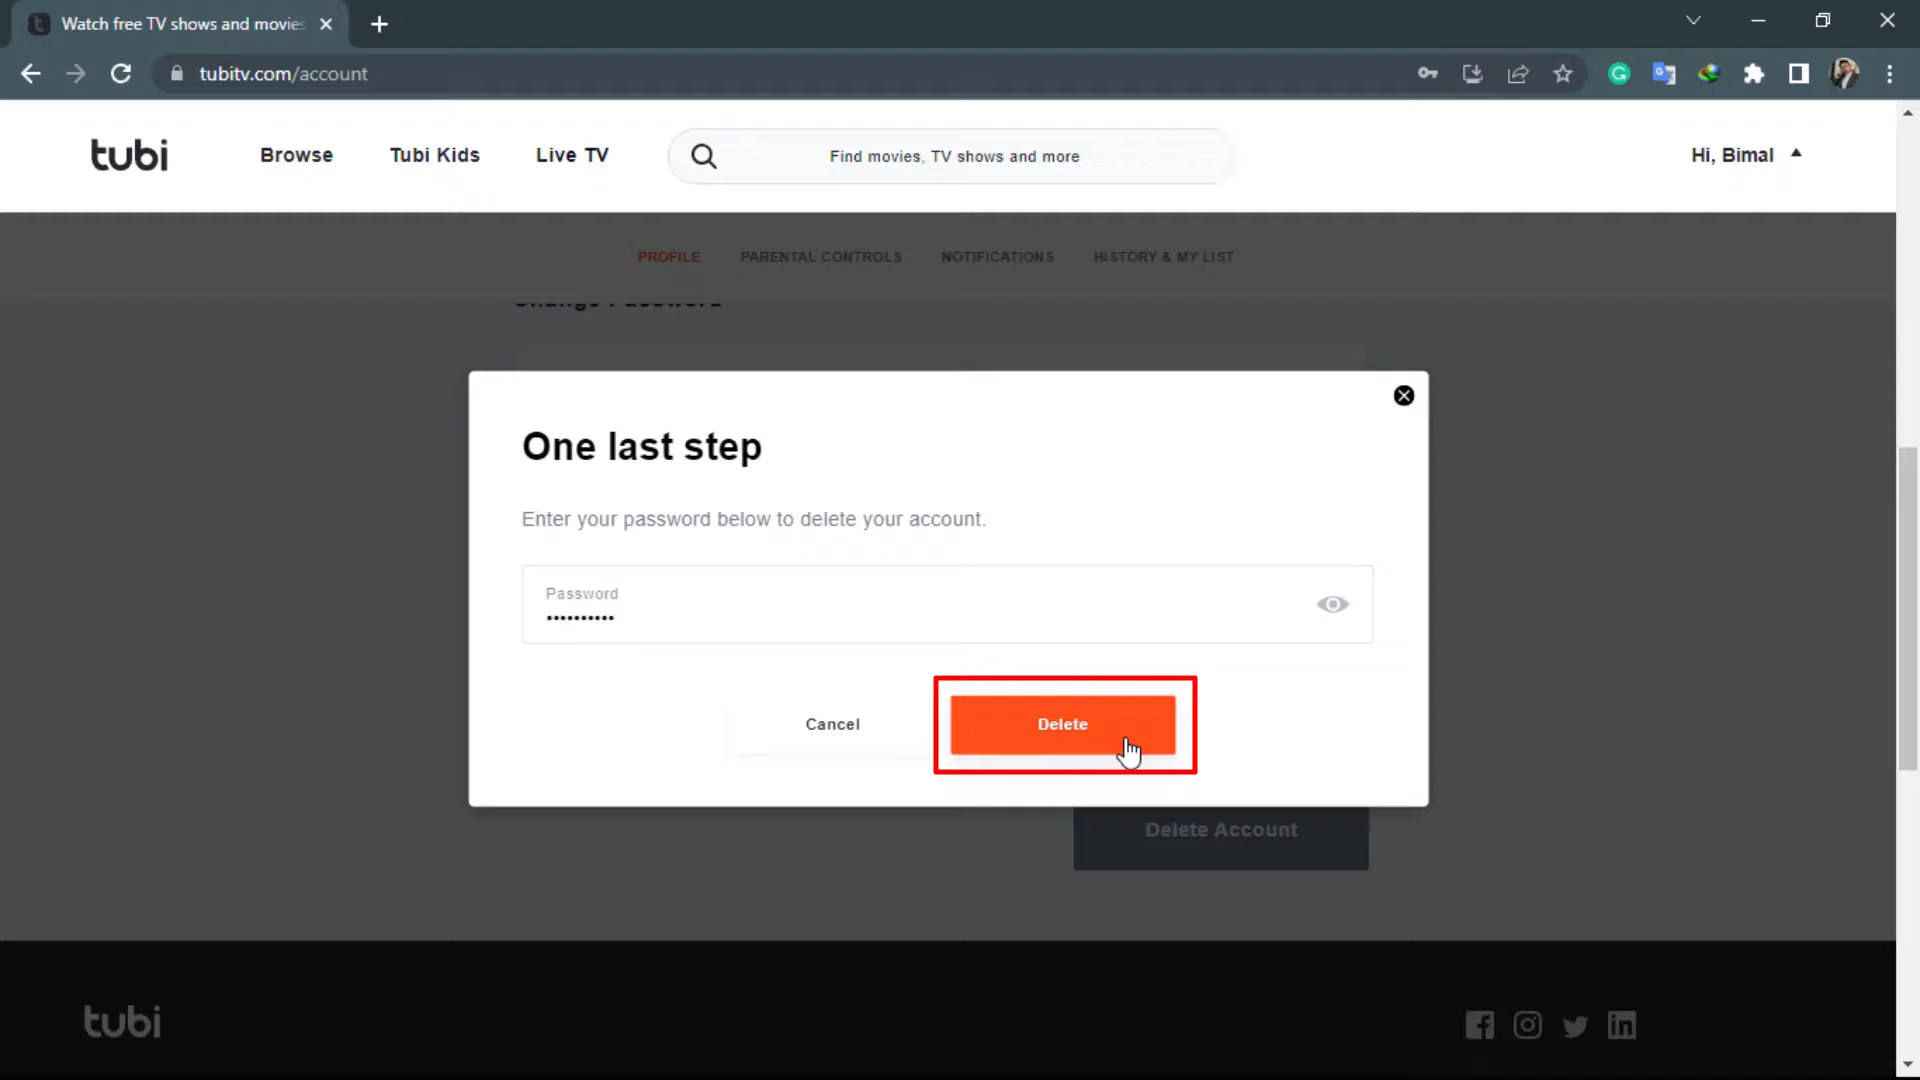 Watch free TV shows and movies
tubitv.com/account
tubi
Browse
Tubi Kids
Live TV
Find movies, TV shows and more
Hi, Bimal
PROFILE
PARENTAL CONTROLS
NOTIFICATIONS
HISTORY & MY LIST
Change Password
One last step
Enter your password below to delete your account.
Password
••••••••••
Cancel
Delete
Delete Account
tubi